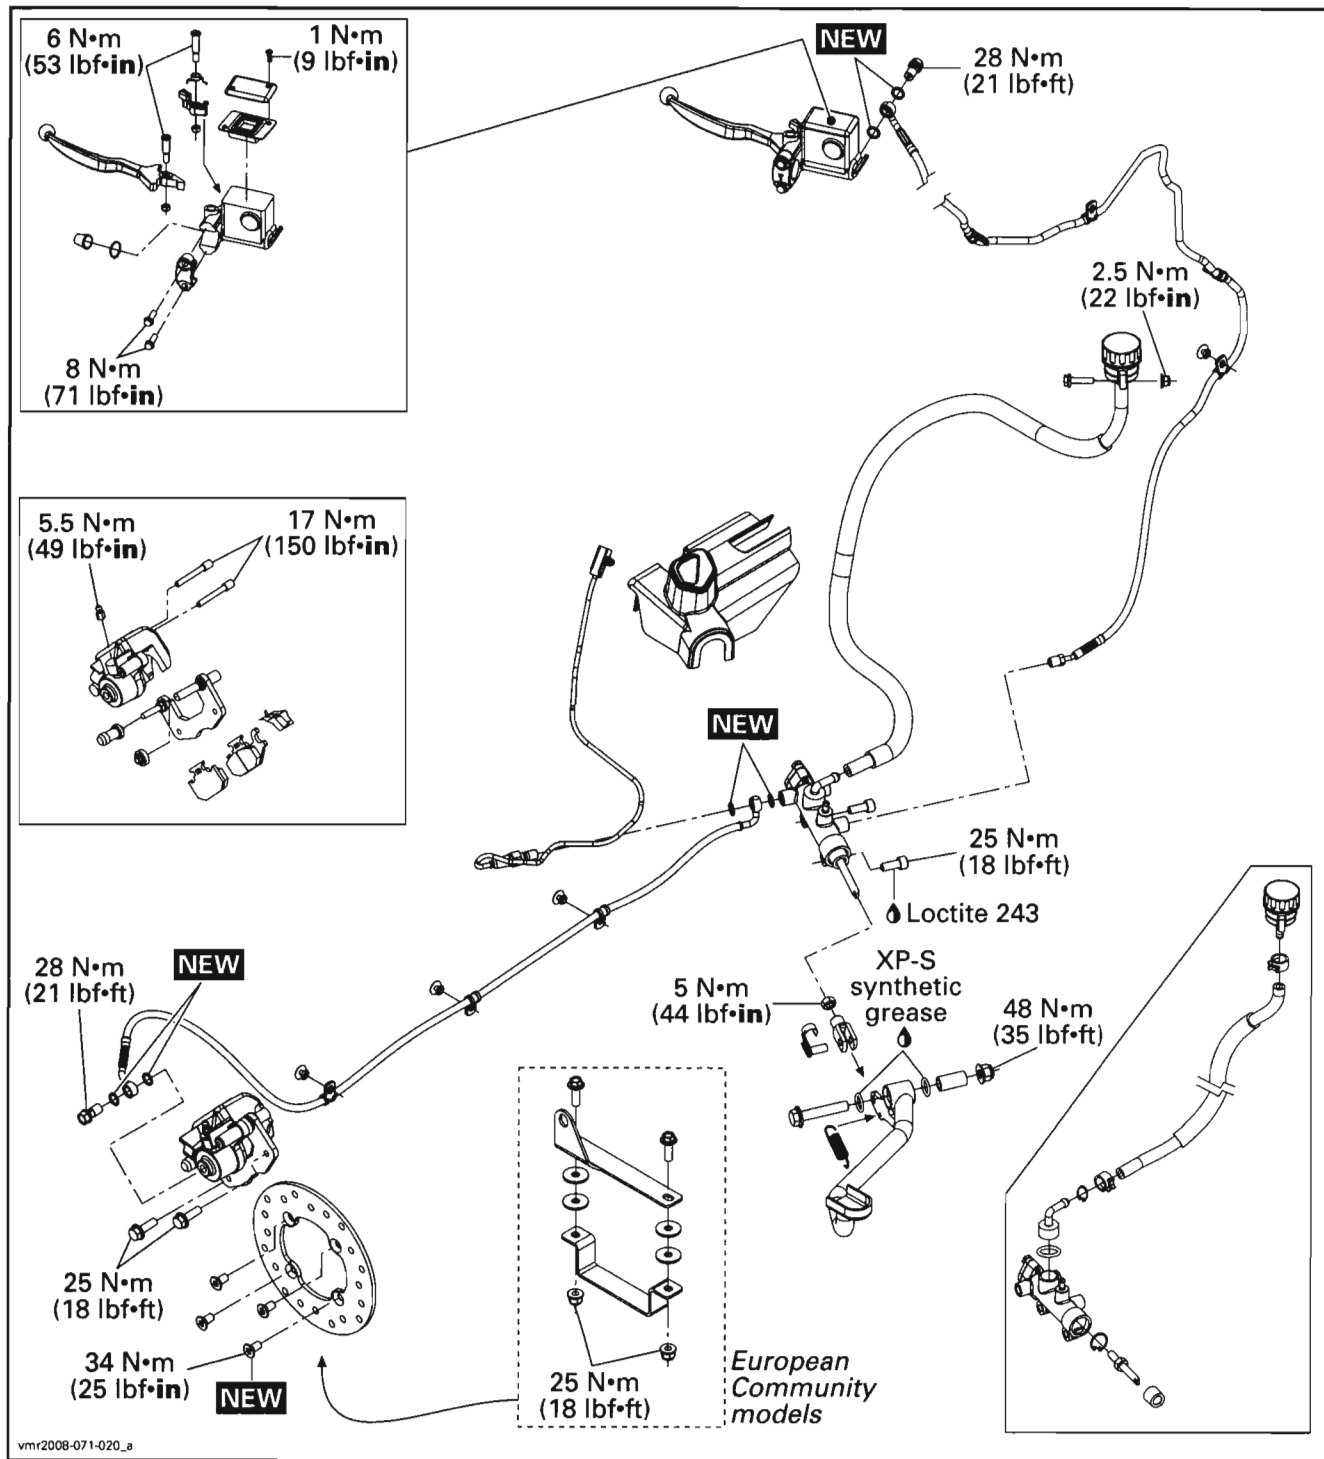 6 N•m
(53 lbf•in)
1 N•m
(9 lbf•in)
NEW
28 N•m
(21 lbf•ft)
8 N•m
(71 lbf•in)
2.5 N•m
(22 lbf•in)
5.5 N•m
(49 lbf•in)
17 N•m
(150 lbf•in)
NEW
25 N•m
(18 lbf•ft)
Loctite 243
28 N•m
(21 lbf•ft)
NEW
5 N•m
(44 lbf•in)
XP-S
synthetic
grease
48 N•m
(35 lbf•ft)
25 N•m
(18 lbf•ft)
34 N•m
(25 lbf•in)
NEW
25 N•m
(18 lbf•ft)
European
Community
models
vmr2008-071-020_a